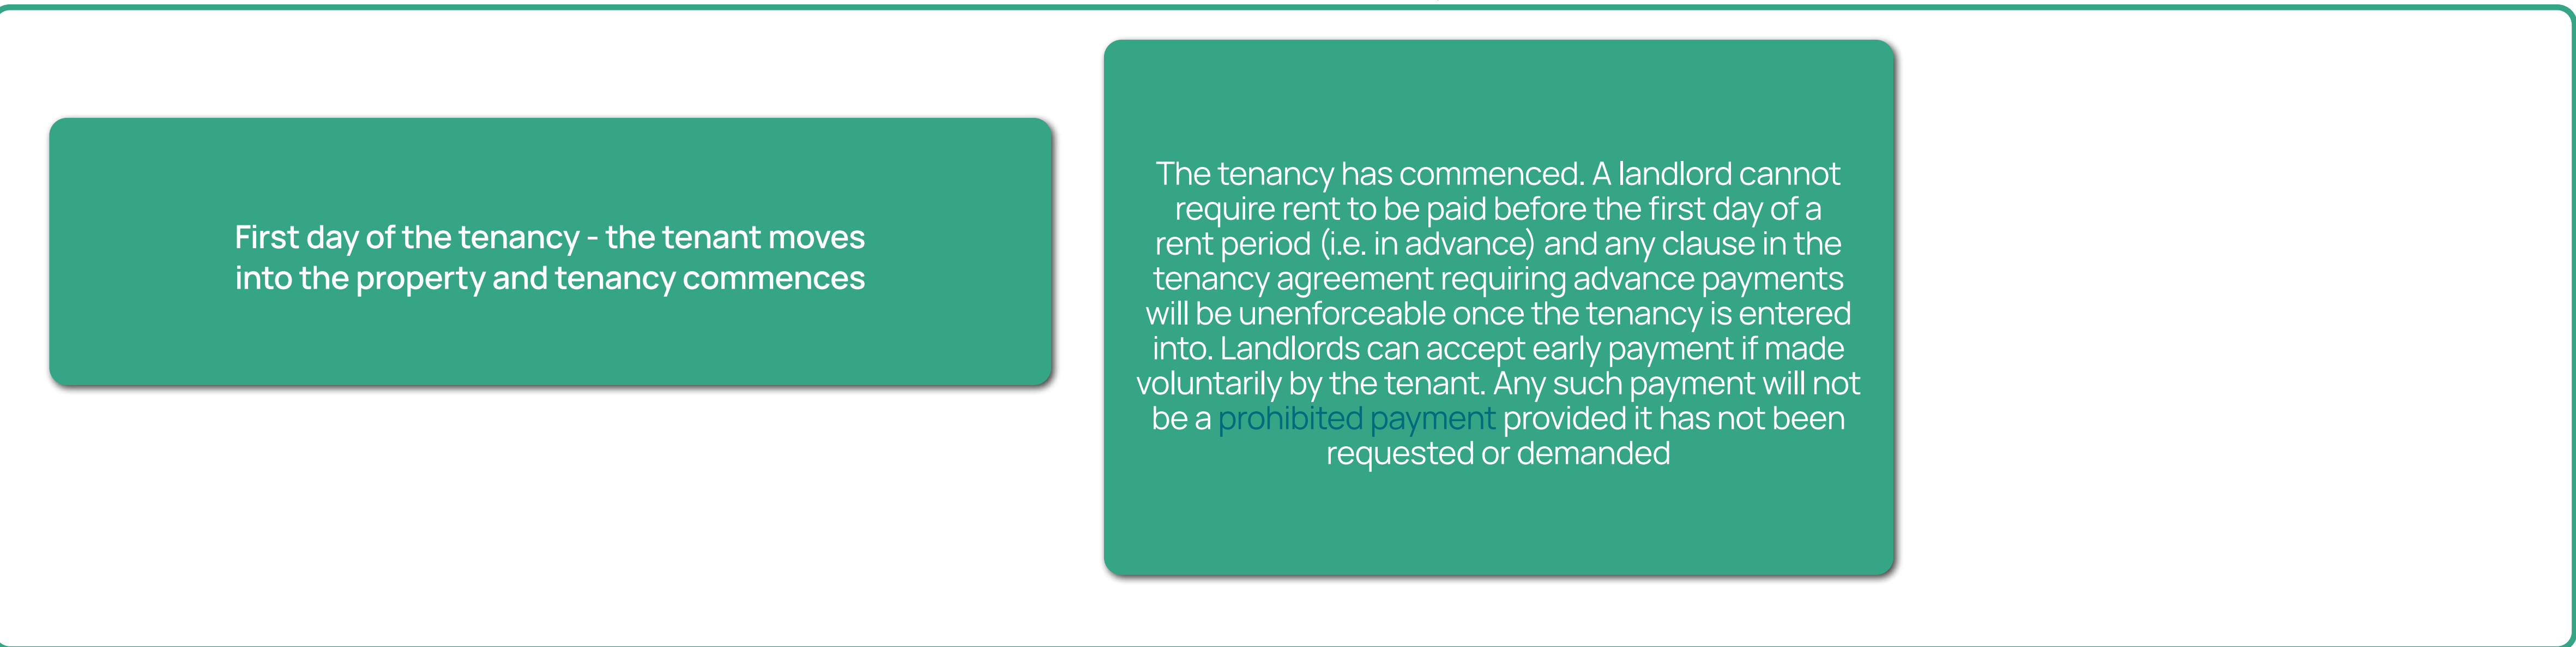 First day of the tenancy - the tenant moves
into the property and tenancy commences
The tenancy has commenced. A landlord cannot
require rent to be paid before the first day of a
rent period (i.e. in advance) and any clause in the
tenancy agreement requiring advance payments
will be unenforceable once the tenancy is entered
into. Landlords can accept early payment if made
voluntarily by the tenant. Any such payment will not
be a prohibited payment provided it has not been
requested or demanded